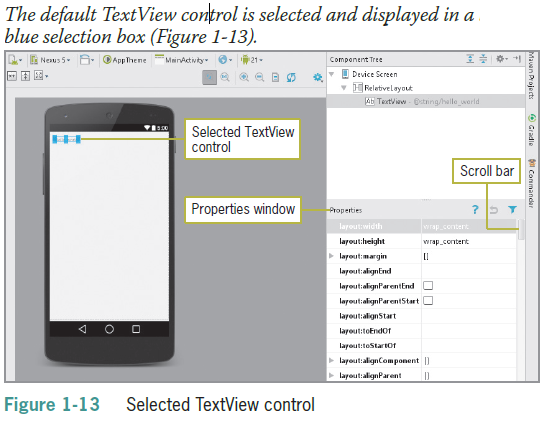 The default TextView control is selected and displayed in a
blue selection box (Figure 1-13).
Nexus 5
AppTheme
MainActivity
21
Component Tree
Device Screen
RelativeLayout
Ab TextView - @string/hello_world
Maven Projects
Gradle
Commander
5:00
Selected TextView
control
Scroll bar
Properties window
Properties
?
layout:width wrap_content
layout:height wrap_content
layout:margin []
layout:alignEnd
layout:alignParentEnd
layout:alignParentStart
layout:alignStart
layout:toEndOf
layout:toStartOf
layout:alignComponent []
layout:alignParent []
Figure 1-13 Selected TextView control